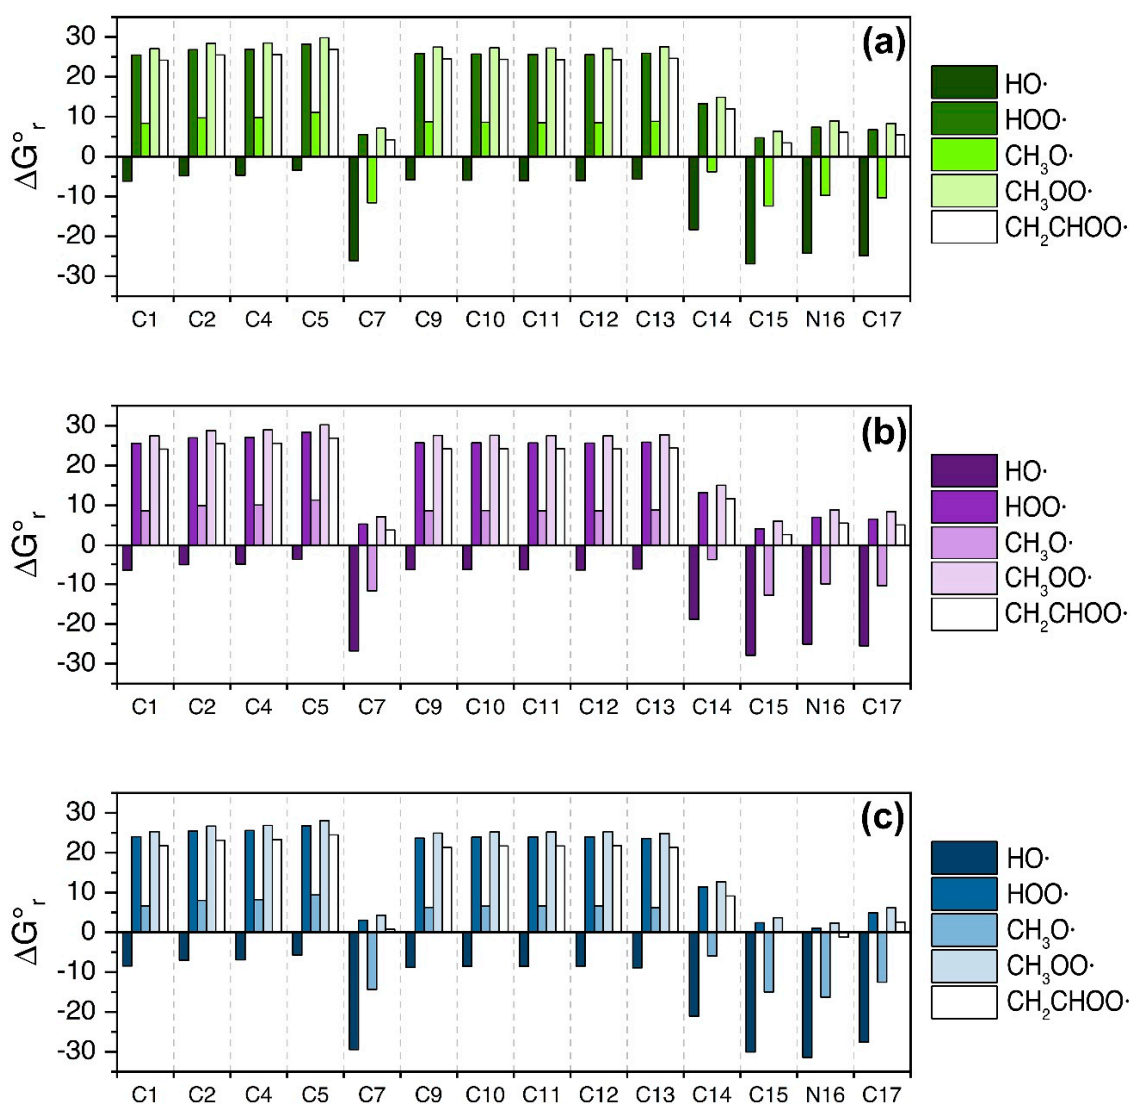 (a)
ΔG°r
30
20
10
0
-10
-20
-30
C1 C2 C4 C5 C7 C9 C10 C11 C12 C13 C14 C15 N16 C17
HO·
HOO·
CH3O·
CH3OO·
CH2CHOO·
(b)
ΔG°r
30
20
10
0
-10
-20
-30
C1 C2 C4 C5 C7 C9 C10 C11 C12 C13 C14 C15 N16 C17
HO·
HOO·
CH3O·
CH3OO·
CH2CHOO·
(c)
ΔG°r
30
20
10
0
-10
-20
-30
C1 C2 C4 C5 C7 C9 C10 C11 C12 C13 C14 C15 N16 C17
HO·
HOO·
CH3O·
CH3OO·
CH2CHOO·